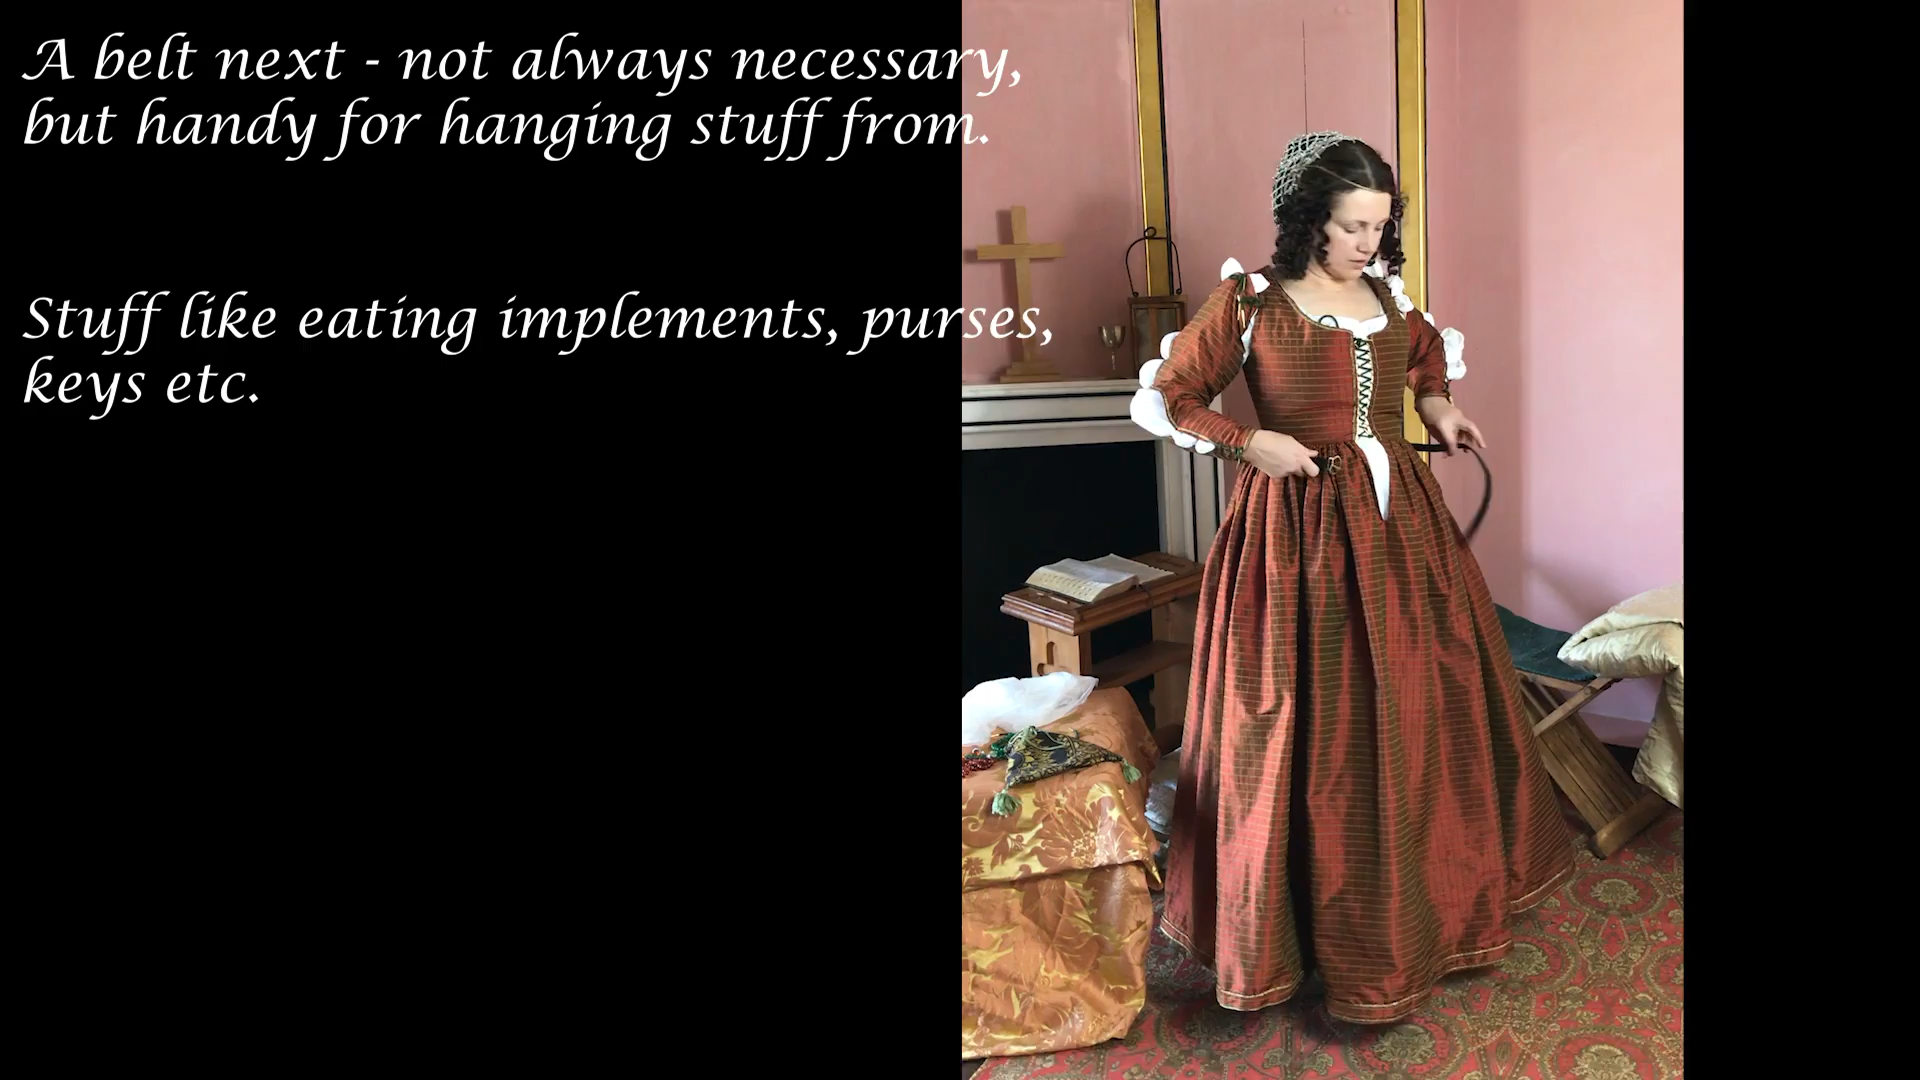 A belt next - not always necessary,
but handy for hanging stuff from.
Stuff like eating implements, purses,
keys etc.